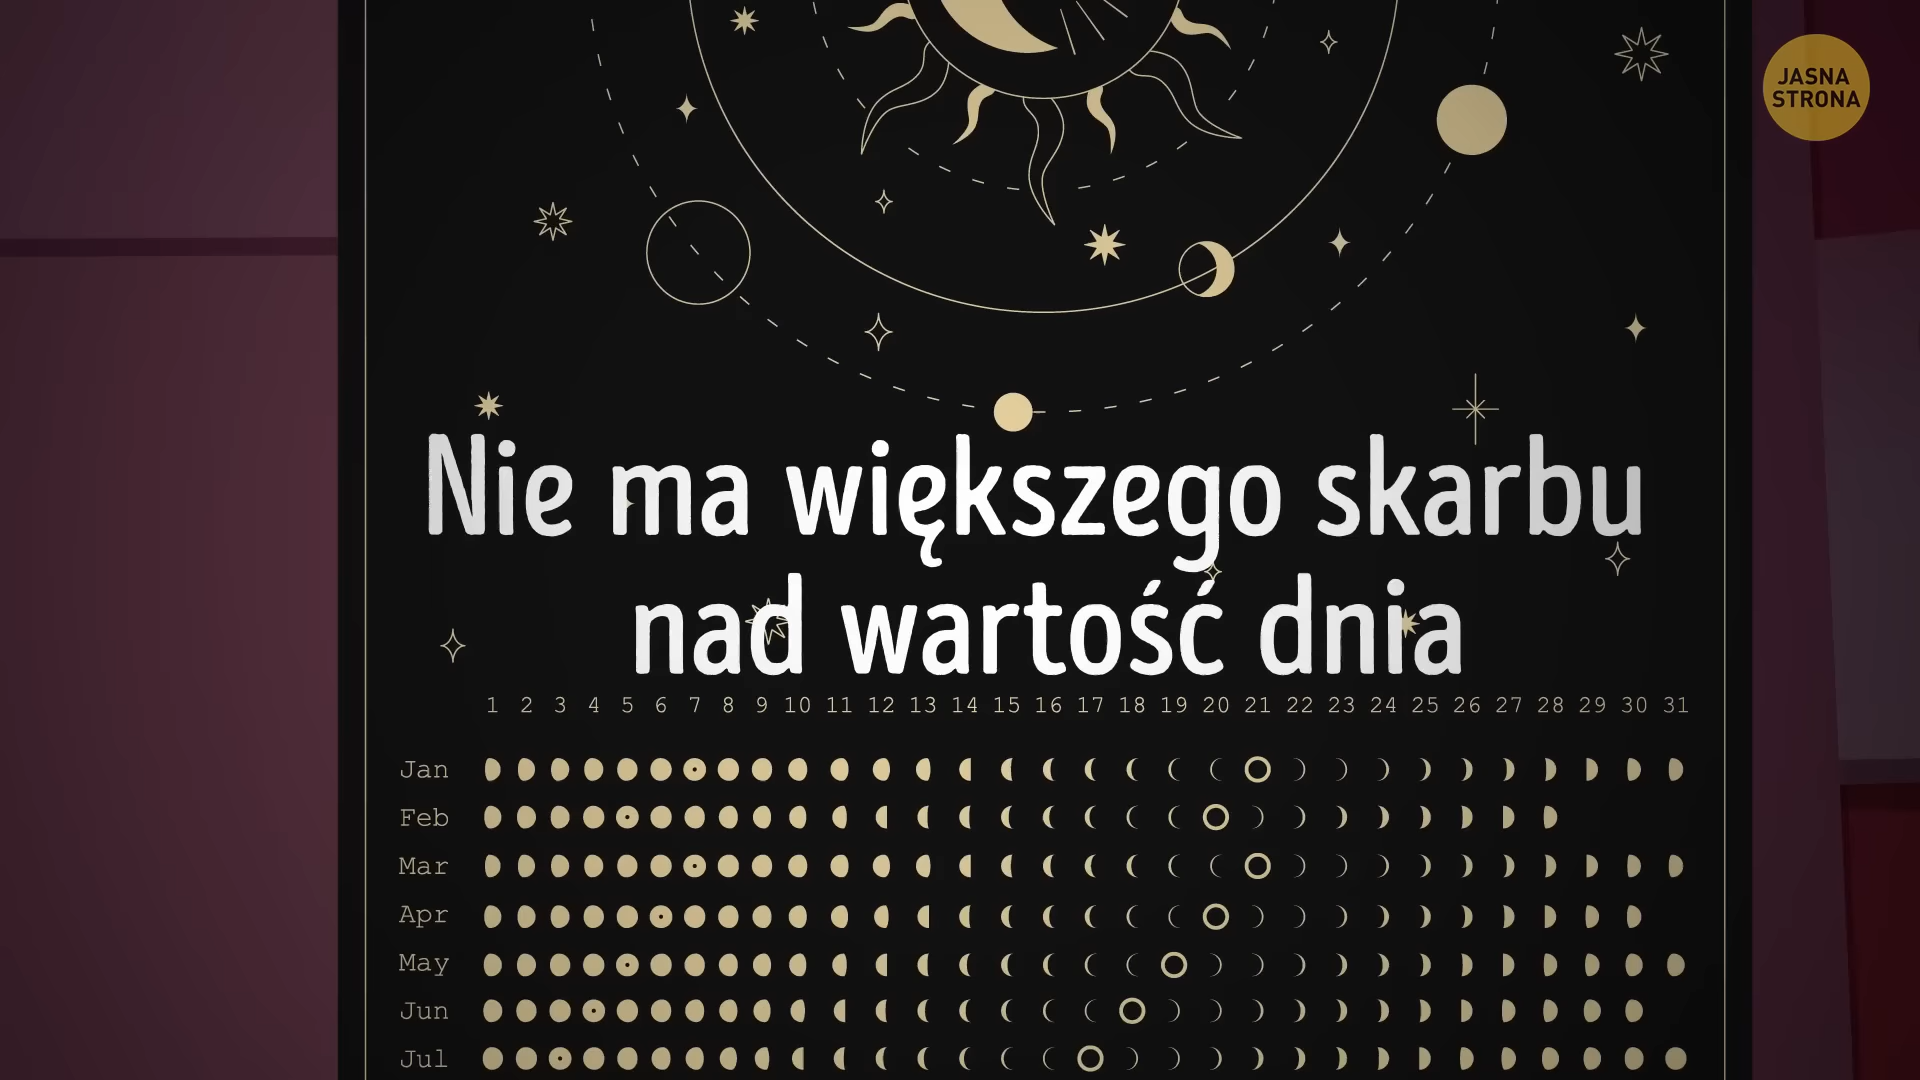 JASNA
STRONA
Nie ma większego skarbu
nad wartość dnia
1 2 3 4 5 6 7 8 9 10 11 12 13 14 15 16 17 18 19 20 21 22 23 24 25 26 27 28 29 30 31
Jan
Feb
Mar
Apr
May
Jun
Jul